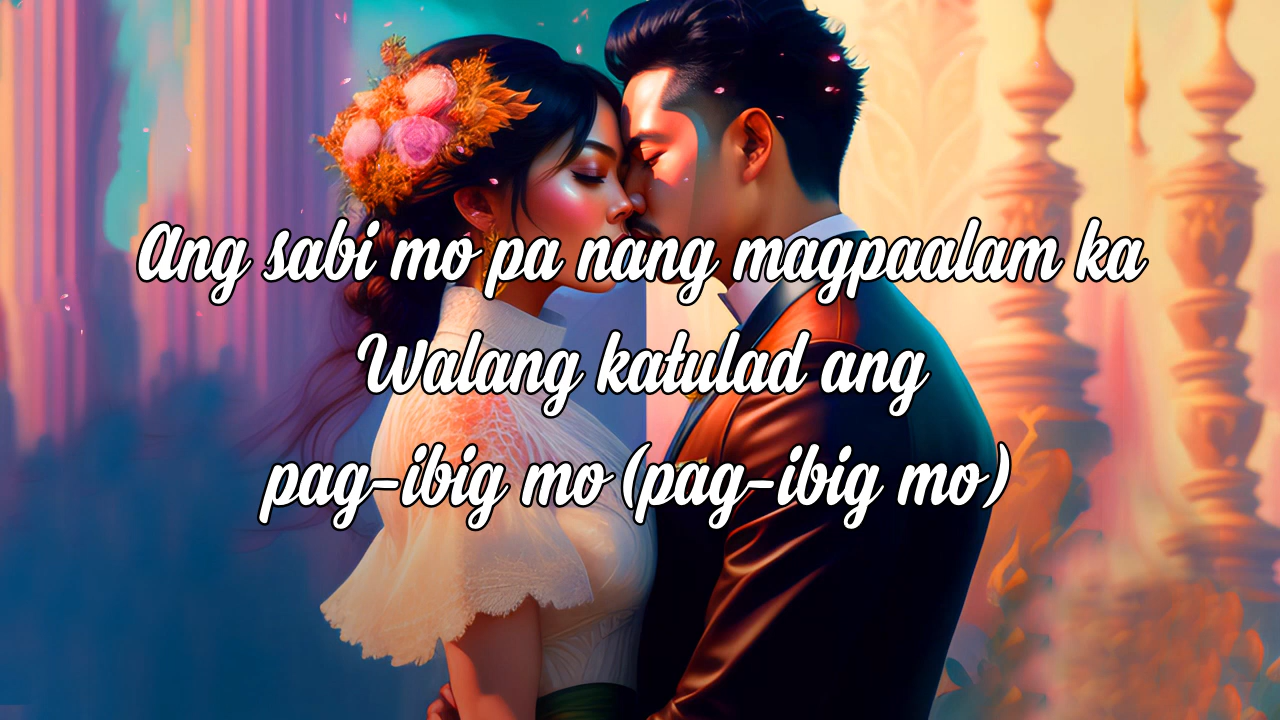 Ang sabi mo pa nang magpaalam ka
Walang katulad ang
pag-ibig mo (pag-ibig mo)